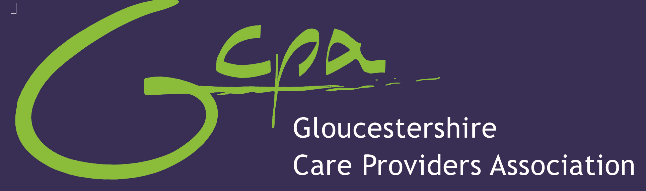 Gcpa
Gloucestershire
Care Providers Association